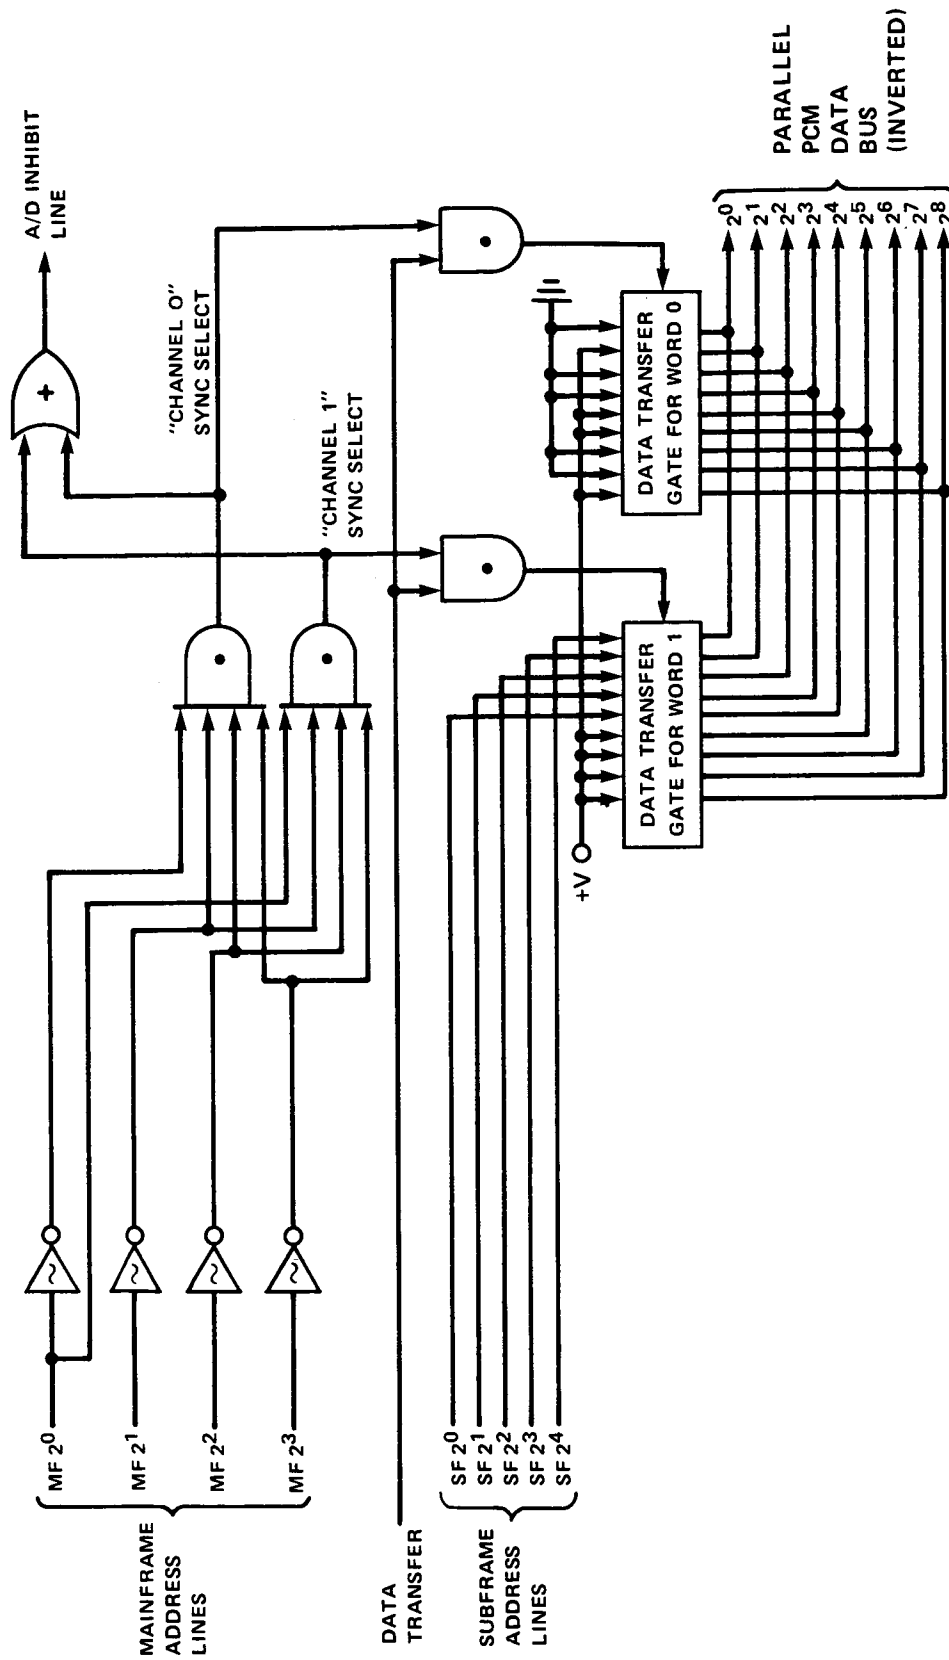 MAINFRAME
ADDRESS
LINES
MF 2⁰
MF 2¹
MF 2²
MF 2³
~
~
~
~
DATA
TRANSFER
SUBFRAME
ADDRESS
LINES
SF 2⁰
SF 2¹
SF 2²
SF 2³
SF 2⁴
+
A/D INHIBIT
LINE
"CHANNEL 0"
SYNC SELECT
"CHANNEL 1"
SYNC SELECT
+V
DATA TRANSFER
GATE FOR WORD 1
DATA TRANSFER
GATE FOR WORD 0
2⁰
2¹
2²
2³
2⁴
2⁵
2⁶
2⁷
2⁸
PARALLEL
PCM
DATA
BUS
(INVERTED)